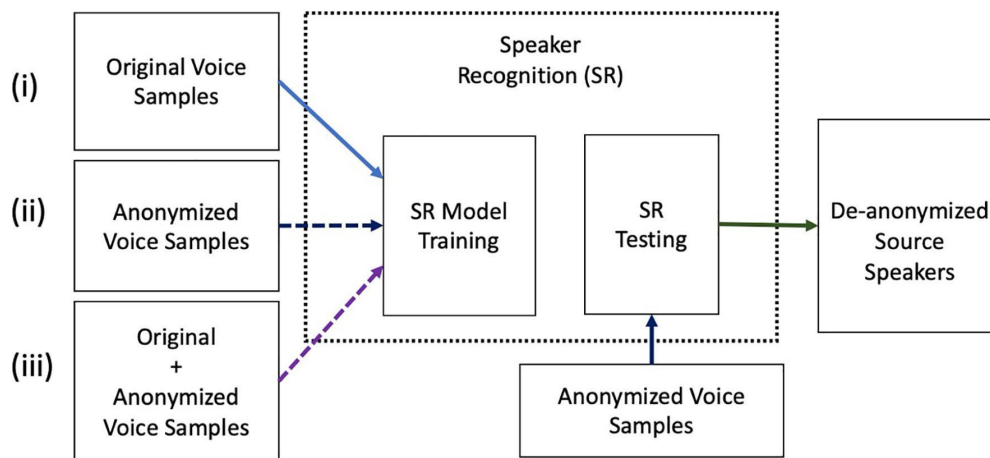 (i)
Original Voice
Samples
Speaker
Recognition (SR)
(ii)
Anonymized
Voice Samples
SR Model
Training
SR
Testing
De-anonymized
Source
Speakers
(iii)
Original
+
Anonymized
Voice Samples
Anonymized Voice
Samples